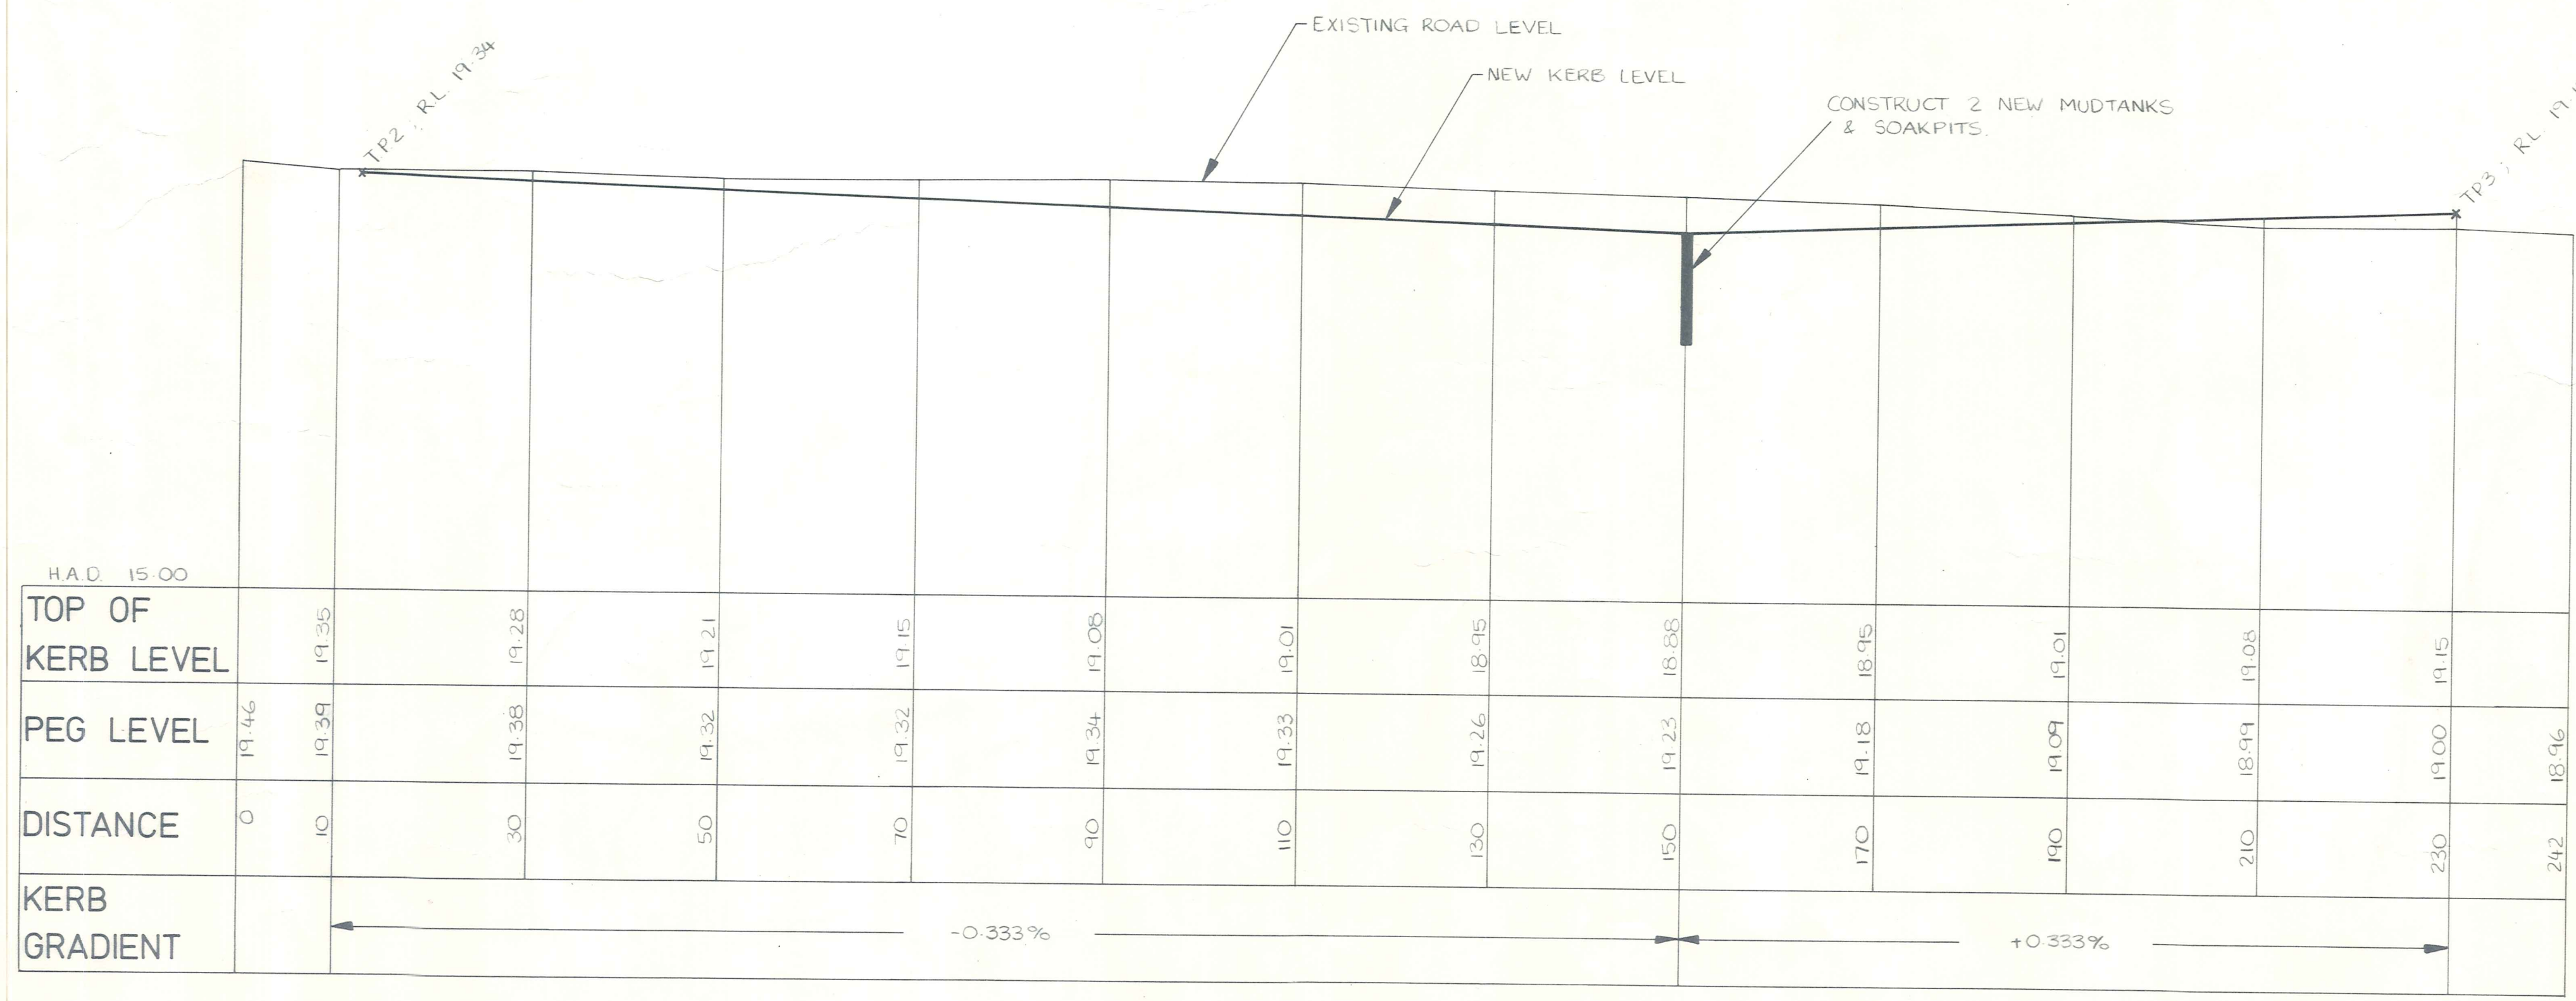 EXISTING ROAD LEVEL
NEW KERB LEVEL
CONSTRUCT 2 NEW MUDTANKS
& SOAKPITS.
TP2 ; R.L. 19.34
TP3 ; R.L. 19.
H.A.D. 15.00
TOP OF
KERB LEVEL
19.35 19.28 19.21 19.15 19.08 19.01 18.95 18.88 18.95 19.01 19.08 19.15
PEG LEVEL 19.46 19.39 19.38 19.32 19.32 19.34 19.33 19.26 19.23 19.18 19.09 18.99 19.00 18.96
DISTANCE 0 10 30 50 70 90 110 130 150 170 190 210 230 242
KERB
GRADIENT
-0.333% +0.333%